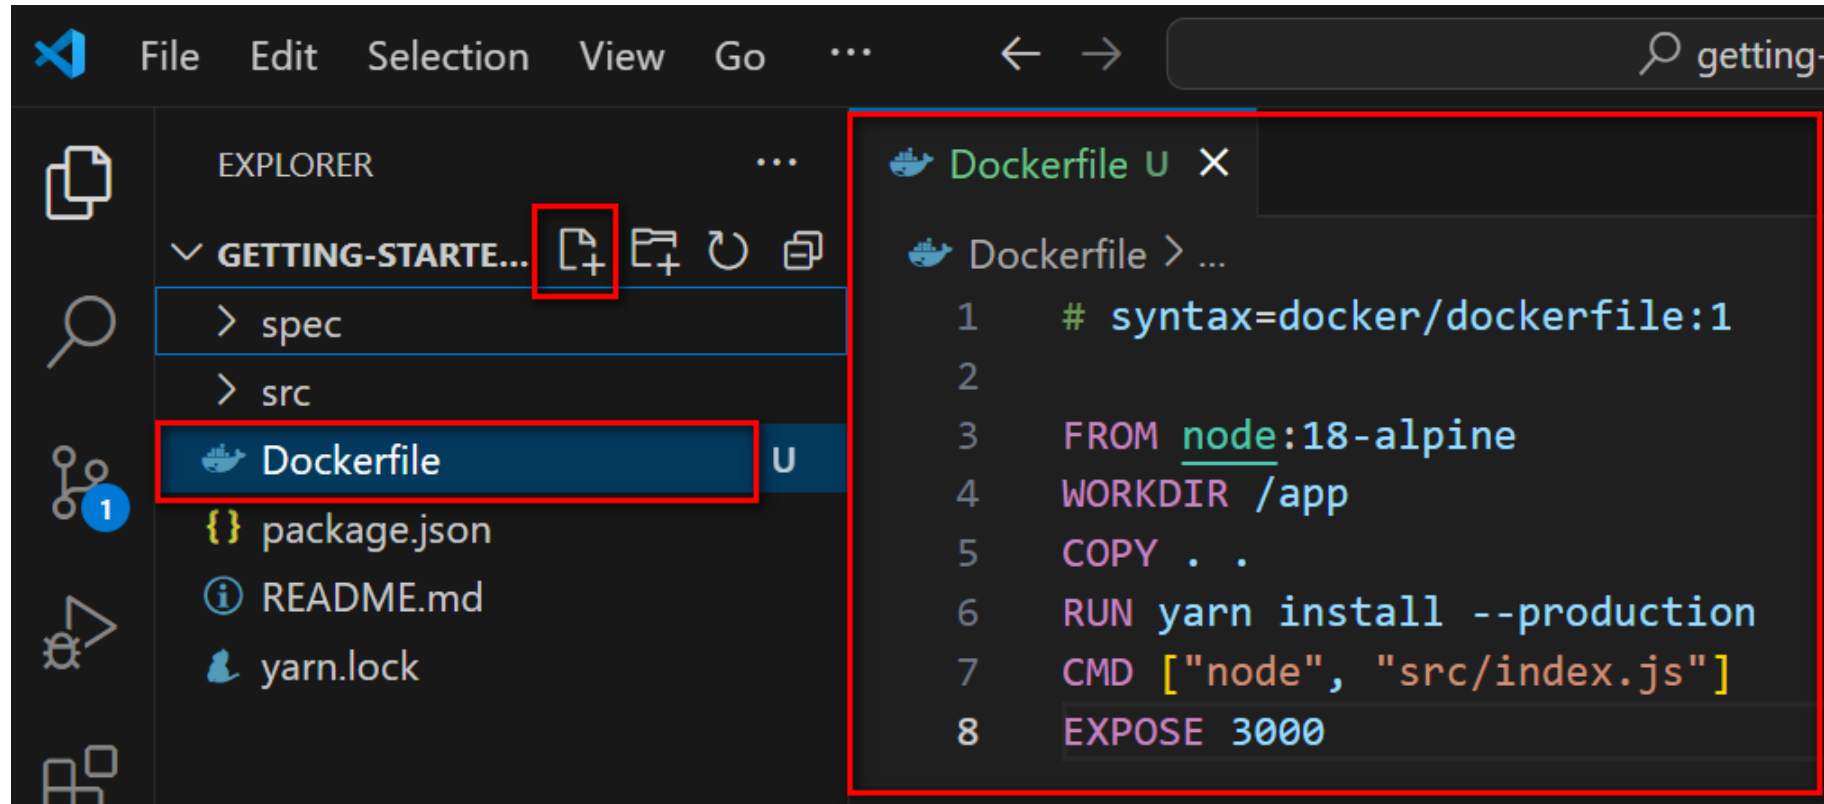 File Edit Selection View Go ··· getting-
EXPLORER ···
GETTING-STARTE...
spec
src
Dockerfile U
package.json
README.md
yarn.lock
1
Dockerfile U
Dockerfile > ...
1 # syntax=docker/dockerfile:1
2
3 FROM node:18-alpine
4 WORKDIR /app
5 COPY . .
6 RUN yarn install --production
7 CMD ["node", "src/index.js"]
8 EXPOSE 3000